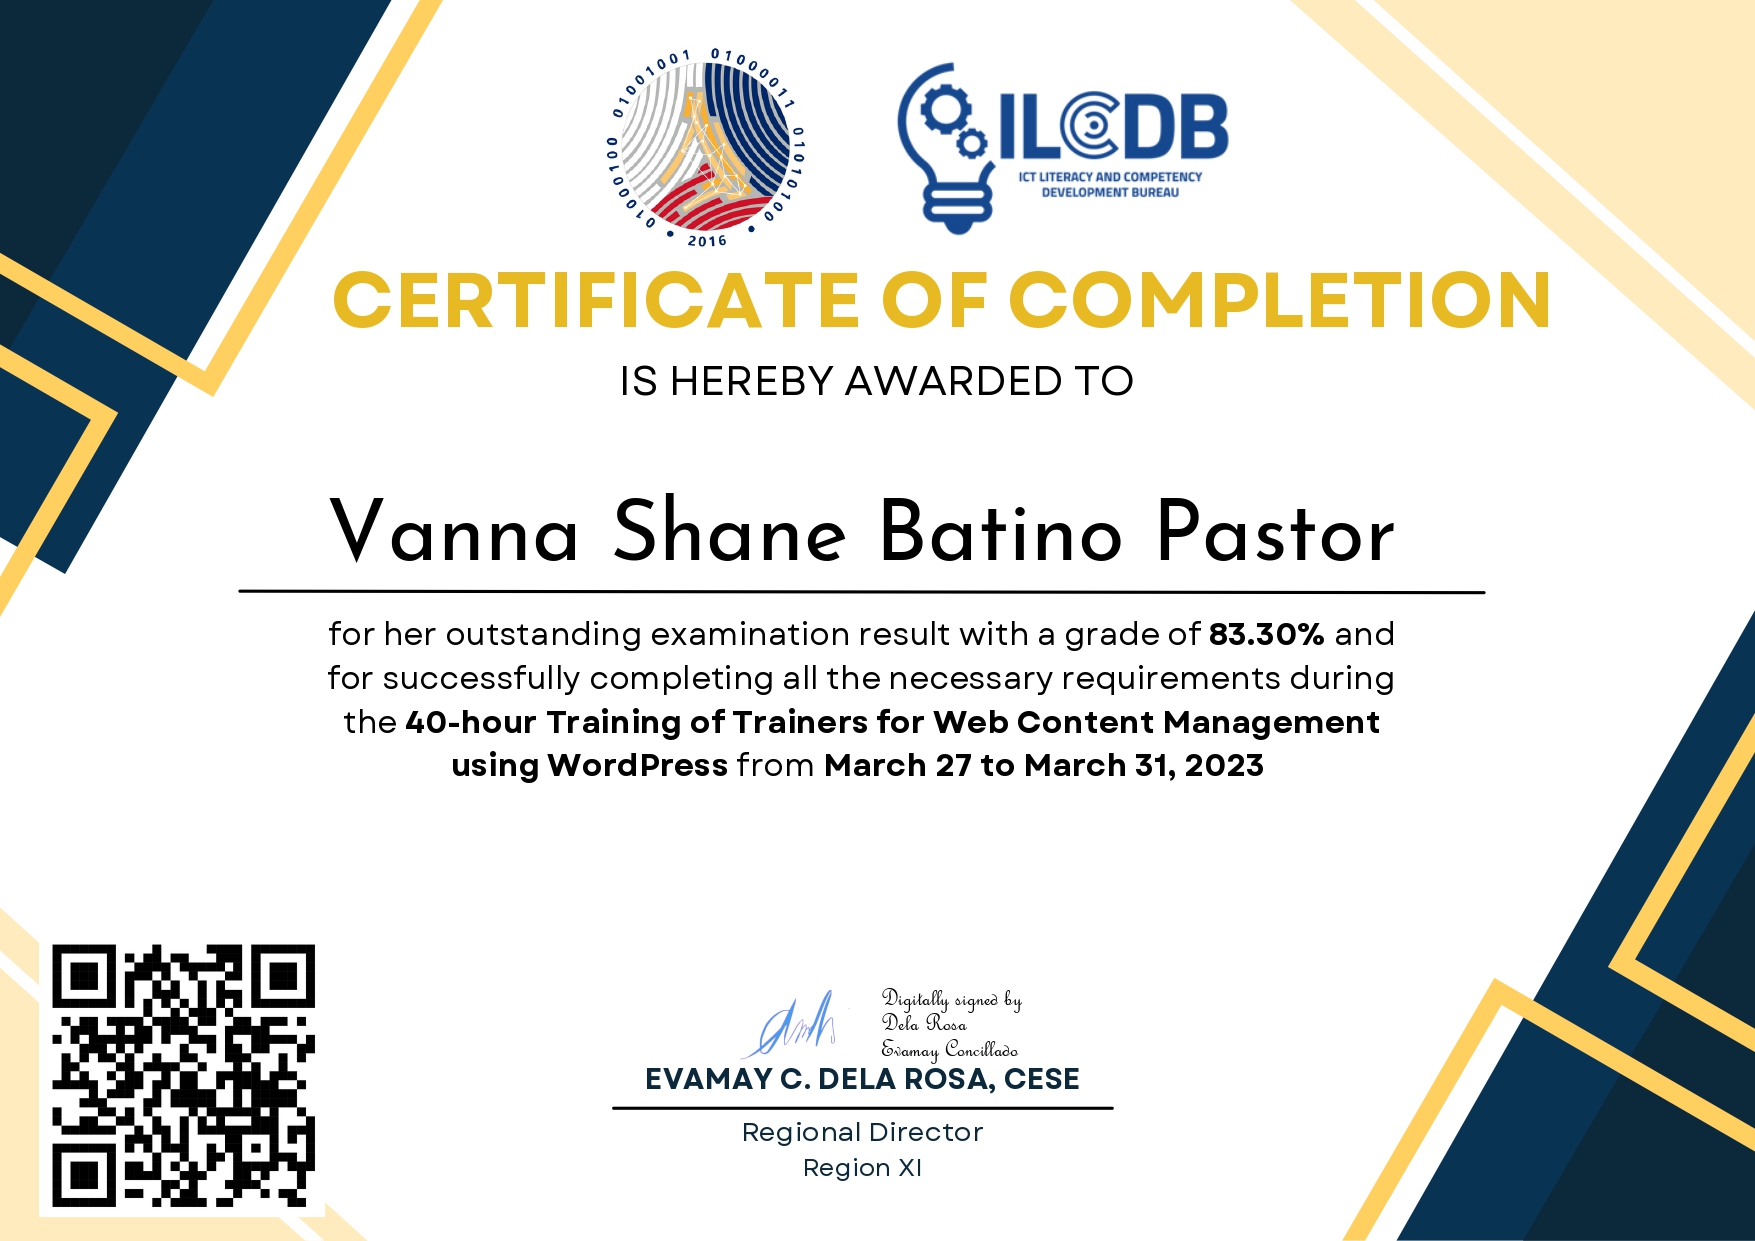 01000100 01001001 01000011 01010100
• 2016 •
ILCDB
ICT LITERACY AND COMPETENCY
DEVELOPMENT BUREAU
CERTIFICATE OF COMPLETION
IS HEREBY AWARDED TO
Vanna Shane Batino Pastor
for her outstanding examination result with a grade of 83.30% and
for successfully completing all the necessary requirements during
the 40-hour Training of Trainers for Web Content Management
using WordPress from March 27 to March 31, 2023
Digitally signed by
Dela Rosa
Evamay Concillado
EVAMAY C. DELA ROSA, CESE
Regional Director
Region XI